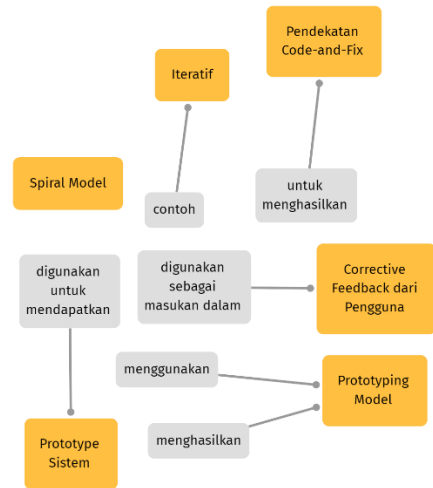 Pendekatan
Code-and-Fix
Iteratif
Spiral Model
contoh
untuk
menghasilkan
digunakan
untuk
mendapatkan
digunakan
sebagai
masukan dalam
Corrective
Feedback dari
Pengguna
menggunakan
Prototyping
Model
menghasilkan
Prototype
Sistem